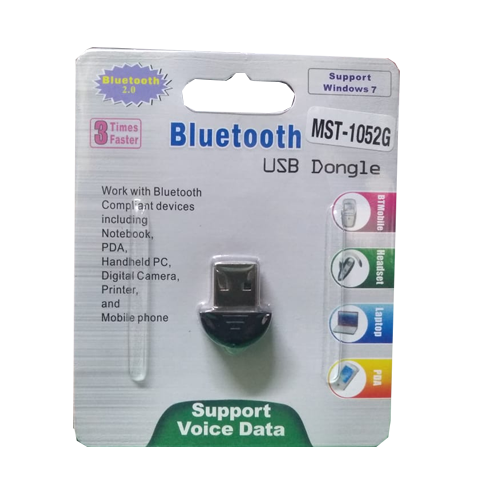 Bluetooth
2.0
Support
Windows 7
3 Times
Faster
Bluetooth
MST-1052G
USB Dongle
Work with Bluetooth
Compliant devices
including
Notebook,
PDA,
Handheld PC,
Digital Camera,
Printer,
and
Mobile phone
BTMobile
Headset
Laptop
PDA
Support
Voice Data